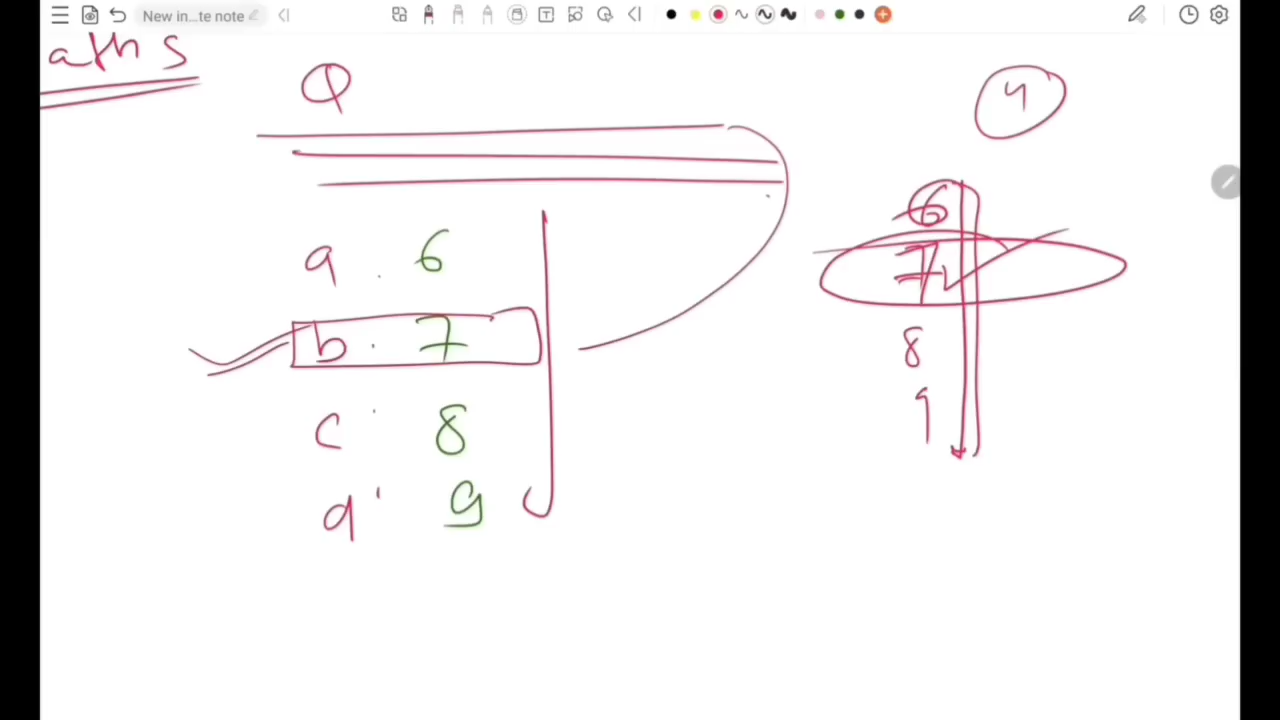 New in...te note
aths
Q
a. 6
b. 7
c. 8
d. 9
4
6
7
8
9